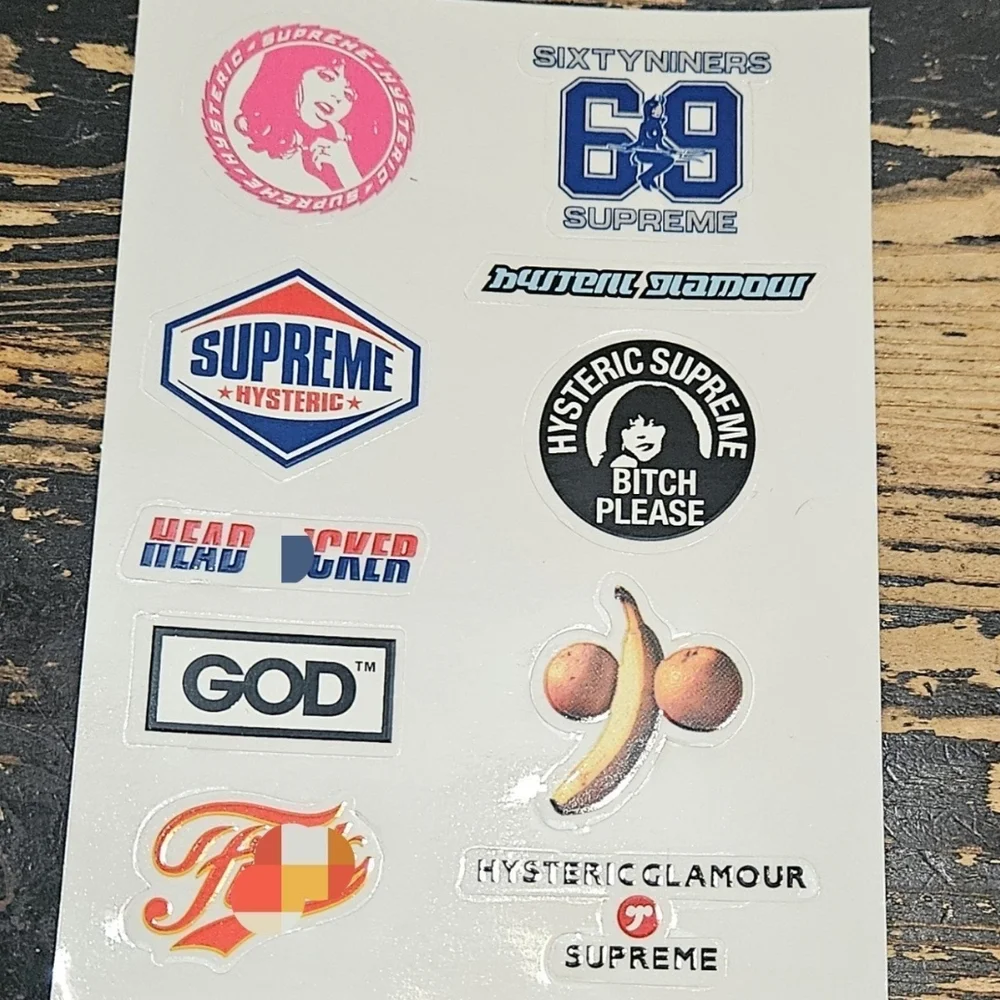 HYSTERIC • SUPREME • HYSTERIC • SUPREME •
SUPREME
★HYSTERIC★
HEAD
GOD™
SIXTYNINERS
69
SUPREME
hysteric glamour
HYSTERIC SUPREME
BITCH
PLEASE
HYSTERIC GLAMOUR
SUPREME